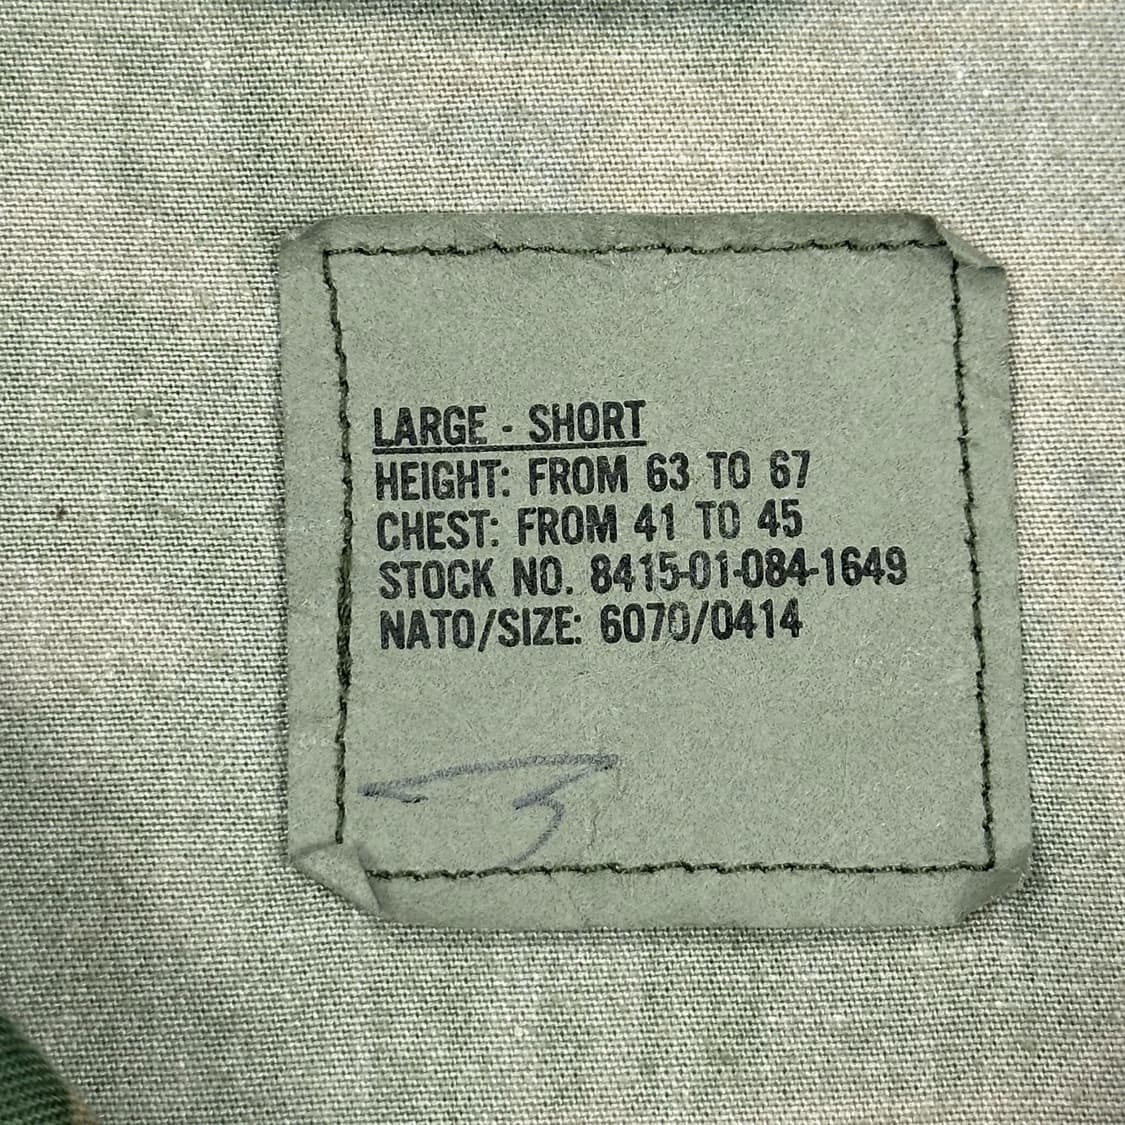 LARGE - SHORT
HEIGHT: FROM 63 TO 67
CHEST: FROM 41 TO 45
STOCK NO. 8415-01-084-1649
NATO/SIZE: 6070/0414